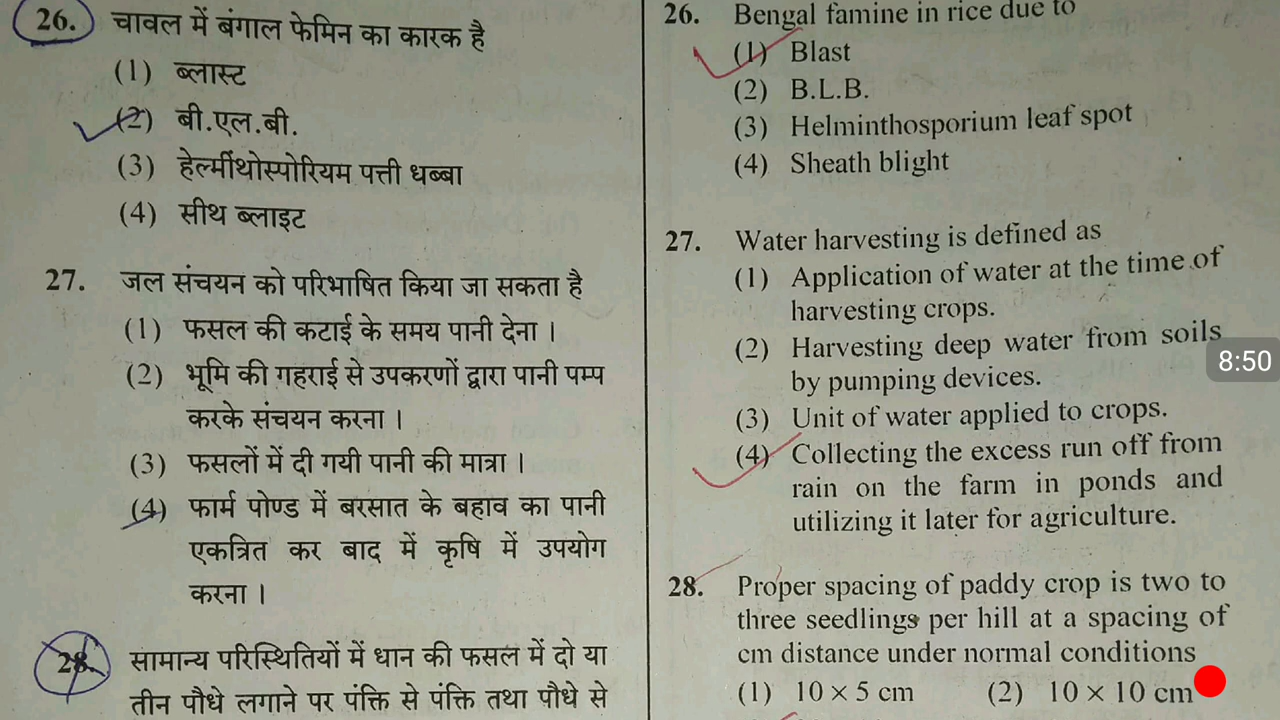 26. चावल में बंगाल फेमिन का कारक है
(1) ब्लास्ट
(2) बी.एल.बी.
(3) हेल्मींथोस्पोरियम पत्ती धब्बा
(4) सीथ ब्लाइट
27. जल संचयन को परिभाषित किया जा सकता है
(1) फसल की कटाई के समय पानी देना ।
(2) भूमि की गहराई से उपकरणों द्वारा पानी पम्प
करके संचयन करना ।
(3) फसलों में दी गयी पानी की मात्रा ।
(4) फार्म पोण्ड में बरसात के बहाव का पानी
एकत्रित कर बाद में कृषि में उपयोग
करना ।
28. सामान्य परिस्थितियों में धान की फसल में दो या
तीन पौधे लगाने पर पंक्ति से पंक्ति तथा पौधे से
26. Bengal famine in rice due to
(1) Blast
(2) B.L.B.
(3) Helminthosporium leaf spot
(4) Sheath blight
27. Water harvesting is defined as
(1) Application of water at the time of
harvesting crops.
(2) Harvesting deep water from soils
by pumping devices.
(3) Unit of water applied to crops.
(4) Collecting the excess run off from
rain on the farm in ponds and
utilizing it later for agriculture.
28. Proper spacing of paddy crop is two to
three seedlings per hill at a spacing of
cm distance under normal conditions
(1) 10 × 5 cm (2) 10 × 10 cm
8:50